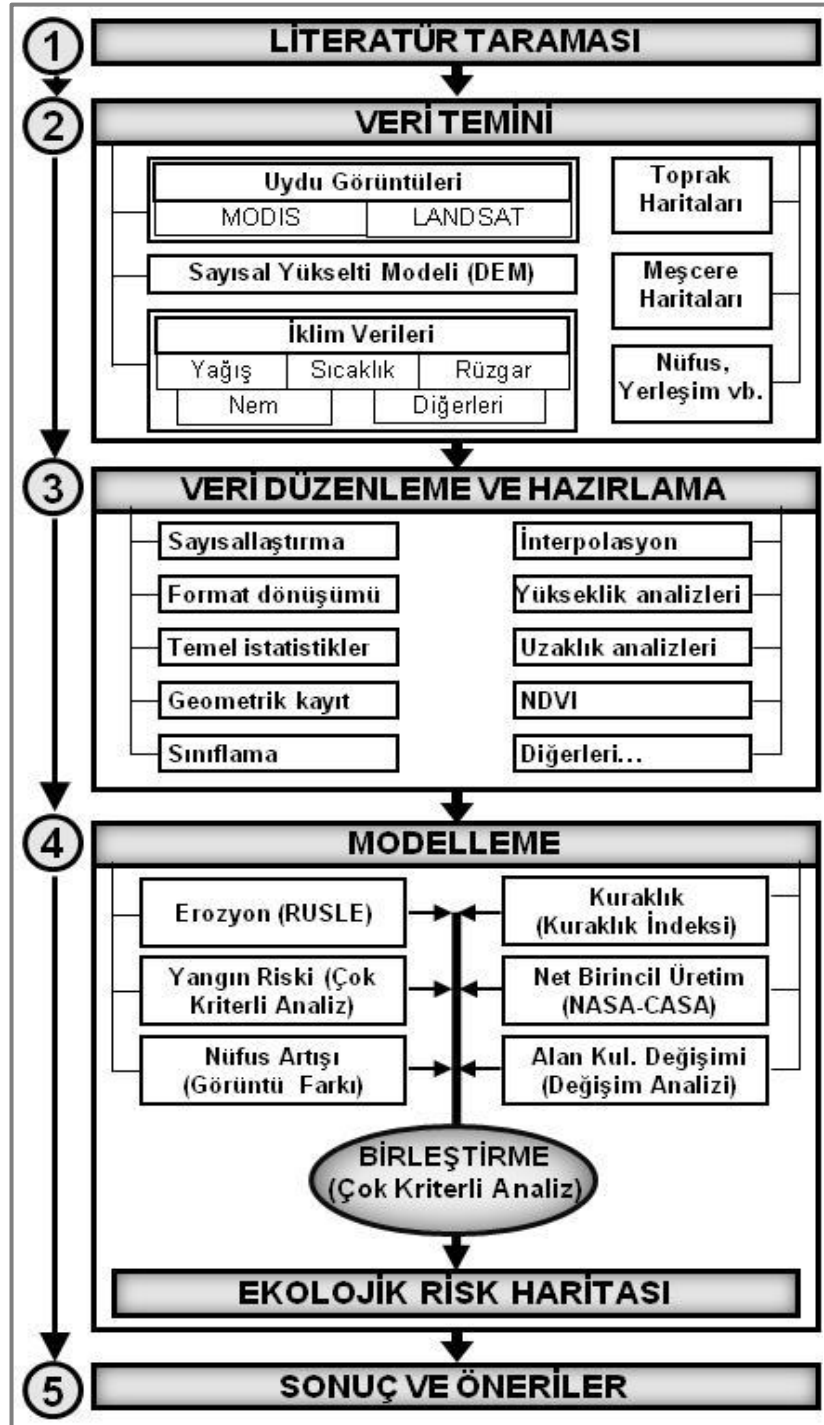 1
LİTERATÜR TARAMASI
2
VERİ TEMİNİ
Uydu Görüntüleri
MODIS
LANDSAT
Sayısal Yükselti Modeli (DEM)
İklim Verileri
Yağış
Sıcaklık
Rüzgar
Nem
Diğerleri
Toprak
Haritaları
Meşcere
Haritaları
Nüfus,
Yerleşim vb.
3
VERİ DÜZENLEME VE HAZIRLAMA
Sayısallaştırma
Format dönüşümü
Temel istatistikler
Geometrik kayıt
Sınıflama
İnterpolasyon
Yükseklik analizleri
Uzaklık analizleri
NDVI
Diğerleri...
4
MODELLEME
Erozyon (RUSLE)
Yangın Riski (Çok
Kriterli Analiz)
Nüfus Artışı
(Görüntü Farkı)
Kuraklık
(Kuraklık İndeksi)
Net Birincil Üretim
(NASA-CASA)
Alan Kul. Değişimi
(Değişim Analizi)
BİRLEŞTİRME
(Çok Kriterli Analiz)
EKOLOJİK RİSK HARİTASI
5
SONUÇ VE ÖNERİLER